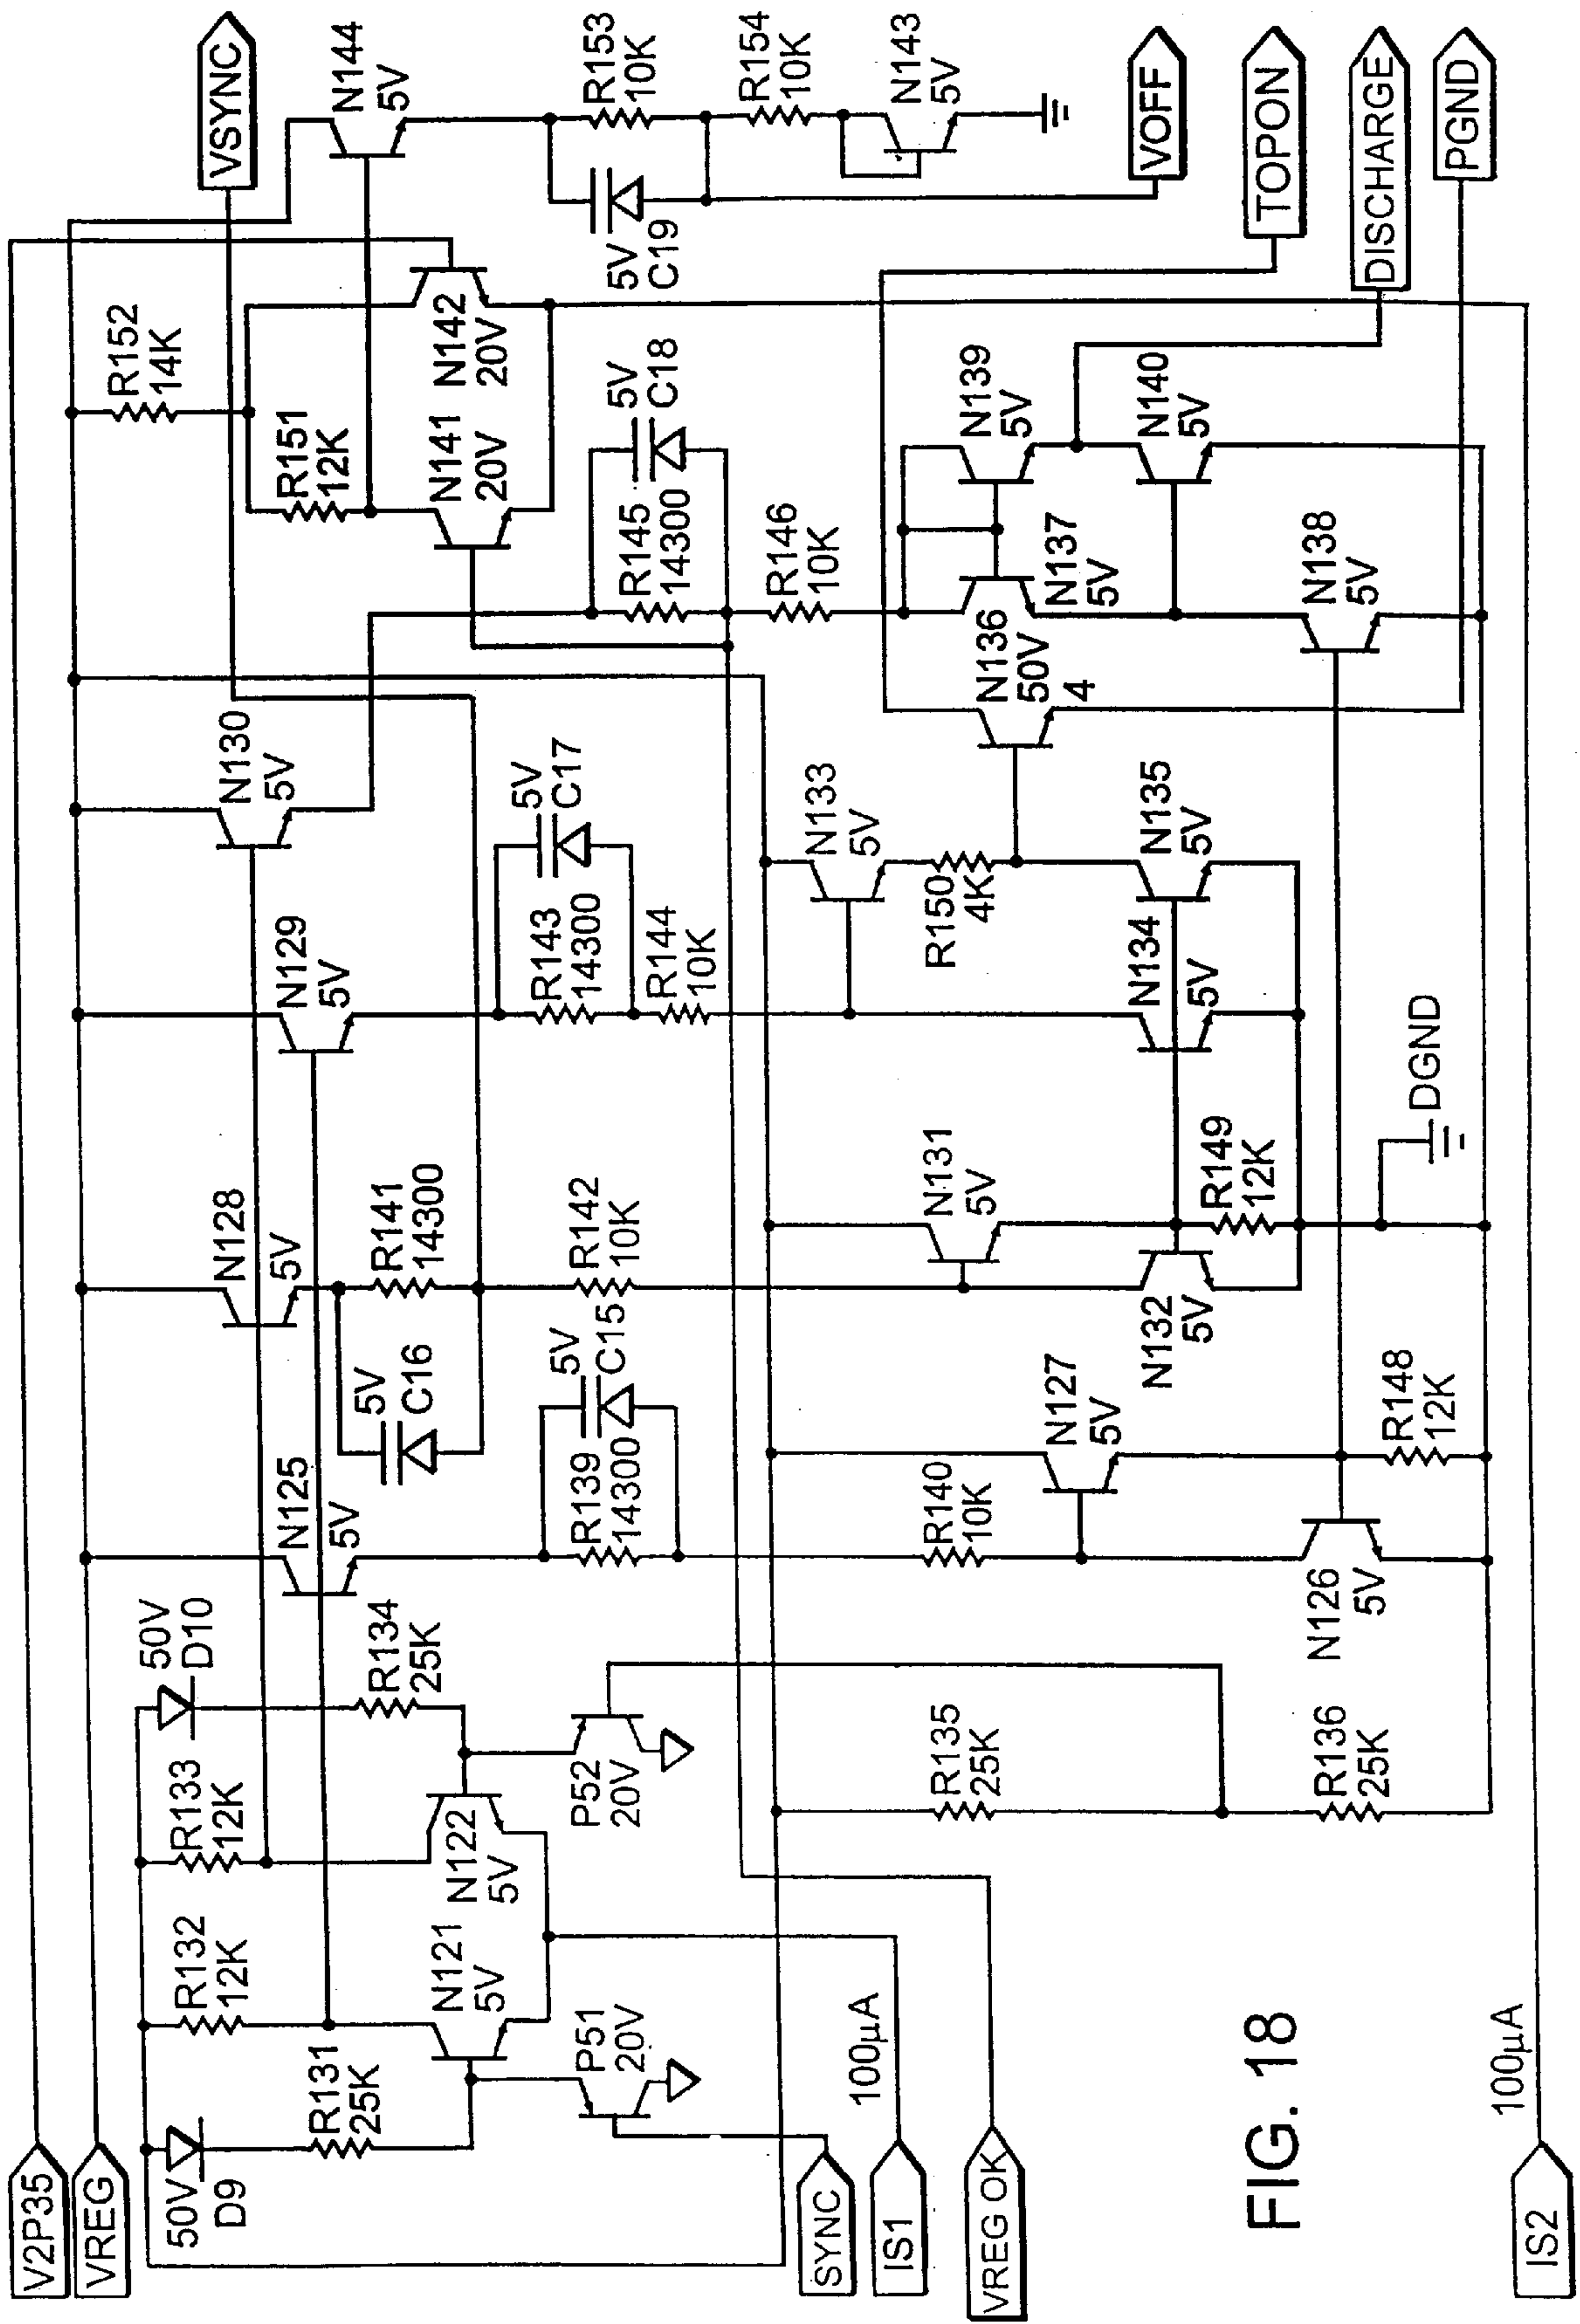 V2P35
VREG
50V
D9
R131
25K
R132
12K
R133
12K
50V
D10
R134
25K
N121
5V
N122
5V
P51
20V
P52
20V
SYNC
IS1
100µA
VREG OK
R135
25K
R136
25K
N125
5V
5V
C16
R139
14300
5V
C15
R140
10K
N127
5V
N126
5V
R148
12K
N128
5V
R141
14300
R142
10K
N131
5V
N132
5V
R149
12K
DGND
N129
5V
R143
14300
5V
C17
R144
10K
N133
5V
R150
4K
N134
5V
N135
5V
N130
5V
R145
14300
5V
C18
R146
10K
N136
50V
4
N137
5V
N138
5V
N139
5V
N140
5V
R151
12K
R152
14K
N141
20V
N142
20V
VSYNC
N144
5V
5V
C19
R153
10K
R154
10K
N143
5V
VOFF
TOPON
DISCHARGE
PGND
IS2
100µA
FIG. 18